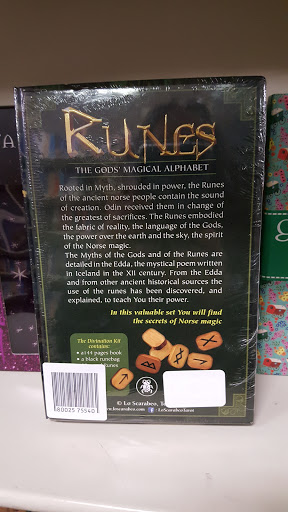 RUNES
THE GODS' MAGICAL ALPHABET
Rooted in Myth, shrouded in power, the Runes
of the ancient norse people contain the sound
of creation. Odin received them in change of
the greatest of sacrifices. The Runes embodied
the fabric of reality, the language of the Gods,
the power over the earth and the sky, the spirit
of the Norse magic.
The Myths of the Gods and of the Runes are
detailed in the Edda, the mystical poem written
in Iceland in the XII century. From the Edda
and from other ancient historical sources the
use of the runes has been discovered, and
explained, to teach You their power.
In this valuable set You will find
the secrets of Norse magic
The Divination Kit
contains:
• a 144 pages book
• a black runebag
Runes
© Lo Scarabeo,
www.loscarabeo.com LoScarabeoTarot